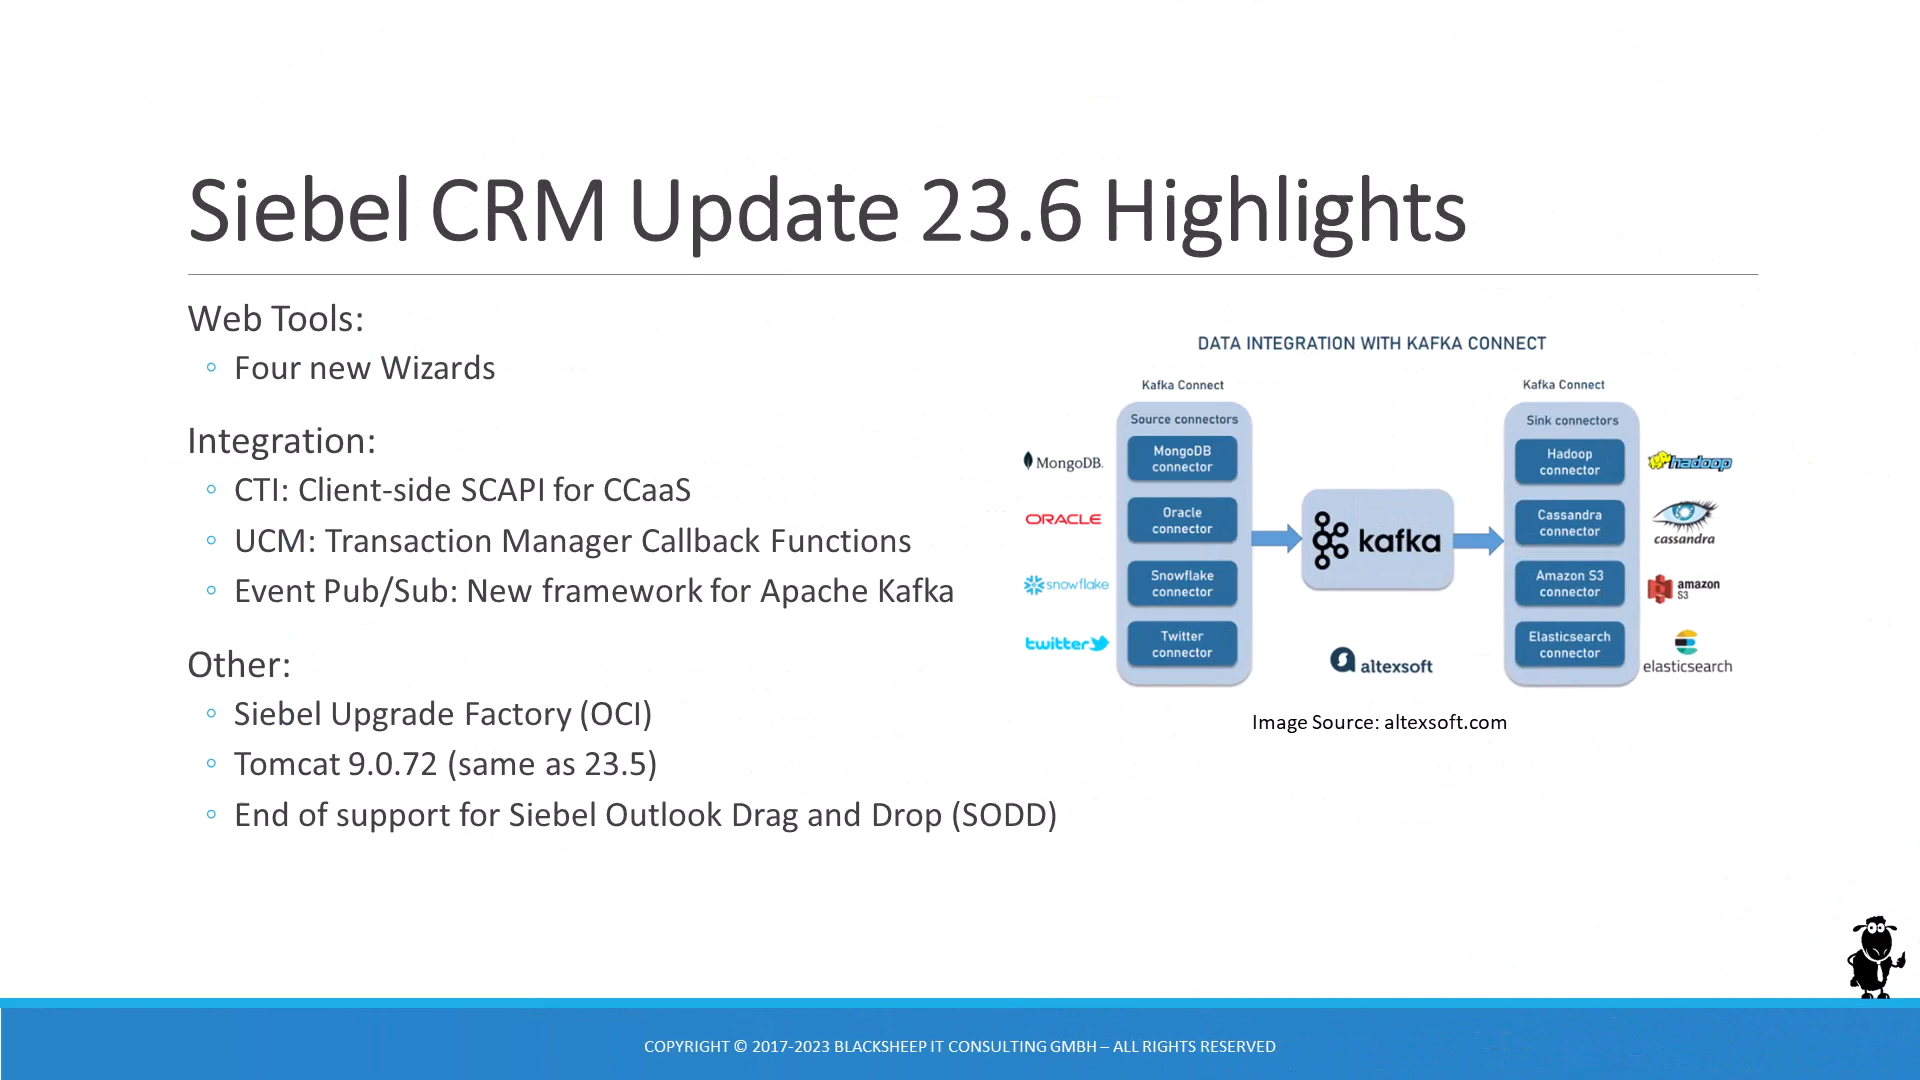 Siebel CRM Update 23.6 Highlights
Web Tools:
◦ Four new Wizards
Integration:
◦ CTI: Client-side SCAPI for CCaaS
◦ UCM: Transaction Manager Callback Functions
◦ Event Pub/Sub: New framework for Apache Kafka
Other:
◦ Siebel Upgrade Factory (OCI)
◦ Tomcat 9.0.72 (same as 23.5)
◦ End of support for Siebel Outlook Drag and Drop (SODD)
DATA INTEGRATION WITH KAFKA CONNECT
Kafka Connect
Source connectors
MongoDB.
MongoDB
connector
ORACLE
Oracle
connector
snowflake
Snowflake
connector
twitter
Twitter
connector
kafka
altexsoft
Kafka Connect
Sink connectors
Hadoop
connector
hadoop
Cassandra
connector
cassandra
Amazon S3
connector
amazon
S3
Elasticsearch
connector
elasticsearch
Image Source: altexsoft.com
COPYRIGHT © 2017-2023 BLACKSHEEP IT CONSULTING GMBH – ALL RIGHTS RESERVED